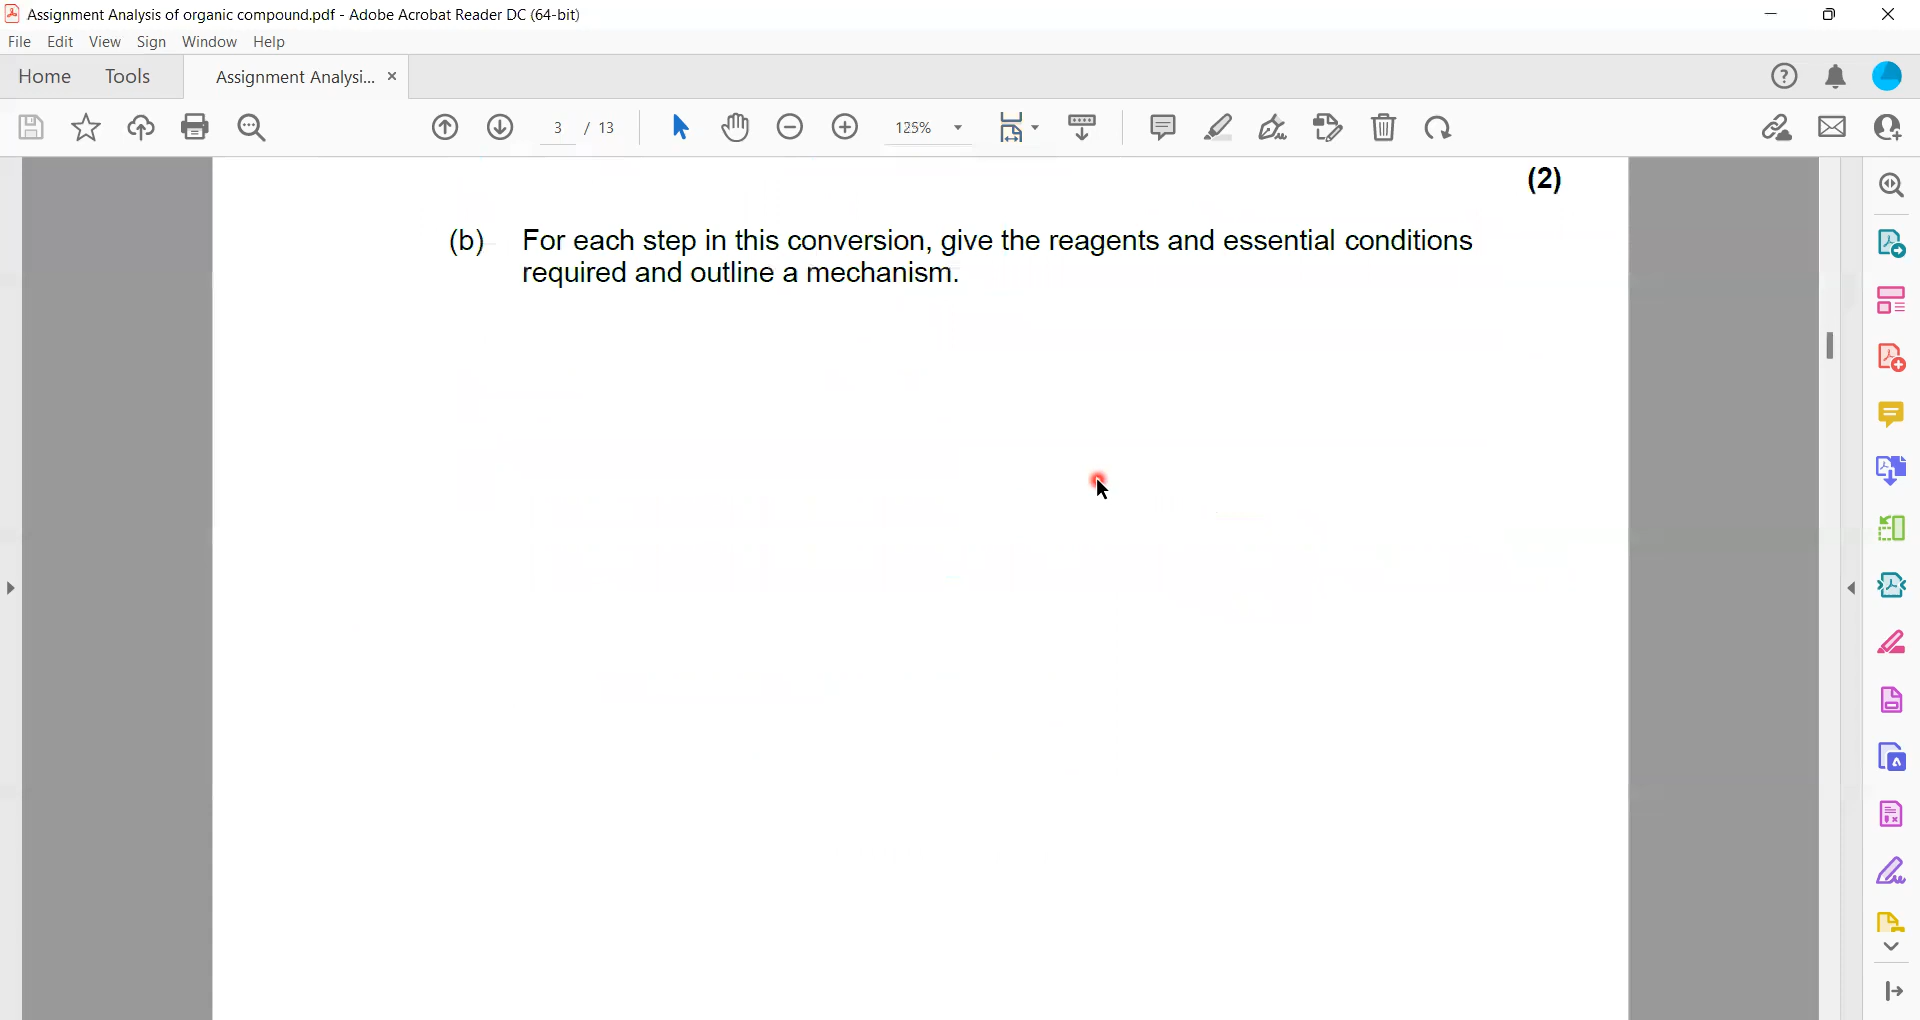 Assignment Analysis of organic compound.pdf - Adobe Acrobat Reader DC (64-bit)
File Edit View Sign Window Help
Home Tools Assignment Analysi... ×
3 / 13 125%
(2)
(b) For each step in this conversion, give the reagents and essential conditions
required and outline a mechanism.